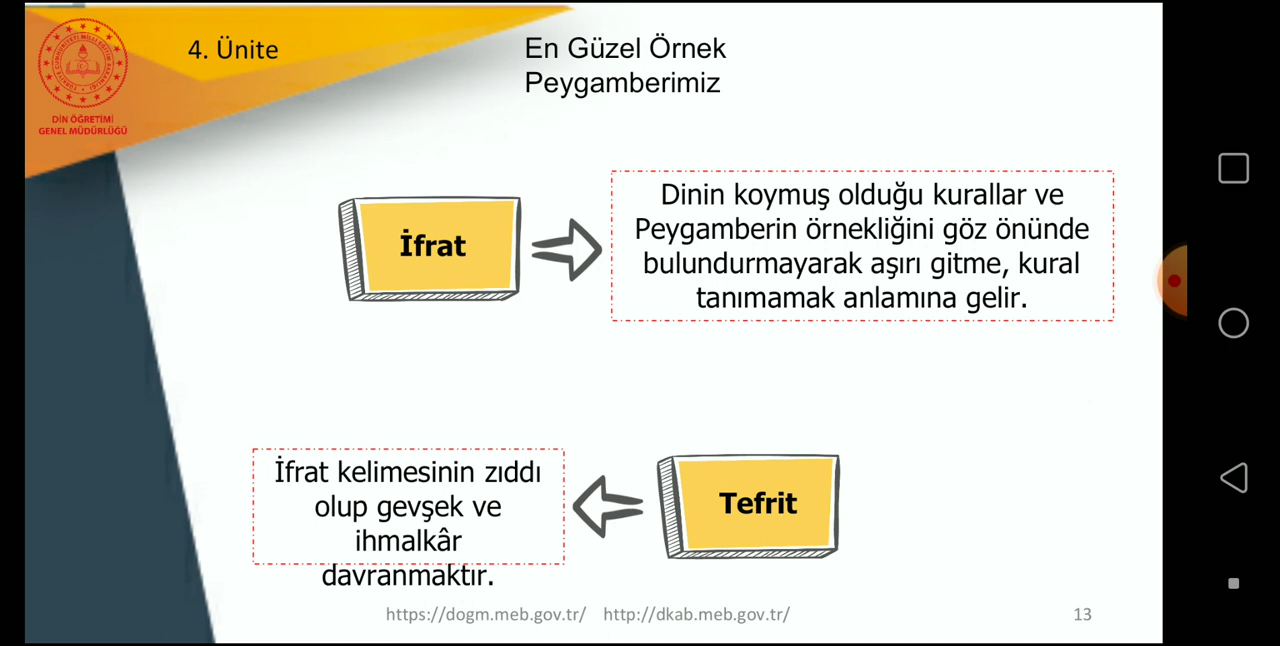 4. Ünite
En Güzel Örnek
Peygamberimiz
DİN ÖĞRETİMİ
GENEL MÜDÜRLÜĞÜ
İfrat
Dinin koymuş olduğu kurallar ve
Peygamberin örnekliğini göz önünde
bulundurmayarak aşırı gitme, kural
tanımamak anlamına gelir.
İfrat kelimesinin zıddı
olup gevşek ve
ihmalkâr
davranmaktır.
Tefrit
https://dogm.meb.gov.tr/ http://dkab.meb.gov.tr/
13